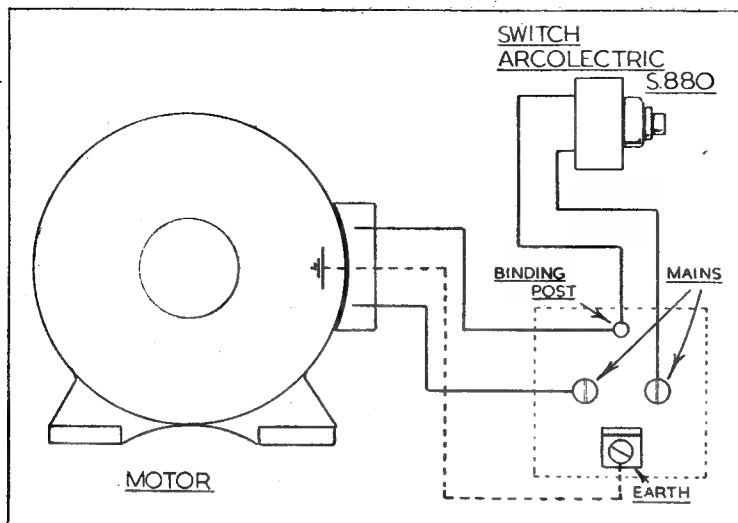 SWITCH
ARCOLECTRIC
S.880
BINDING
POST
MAINS
EARTH
MOTOR